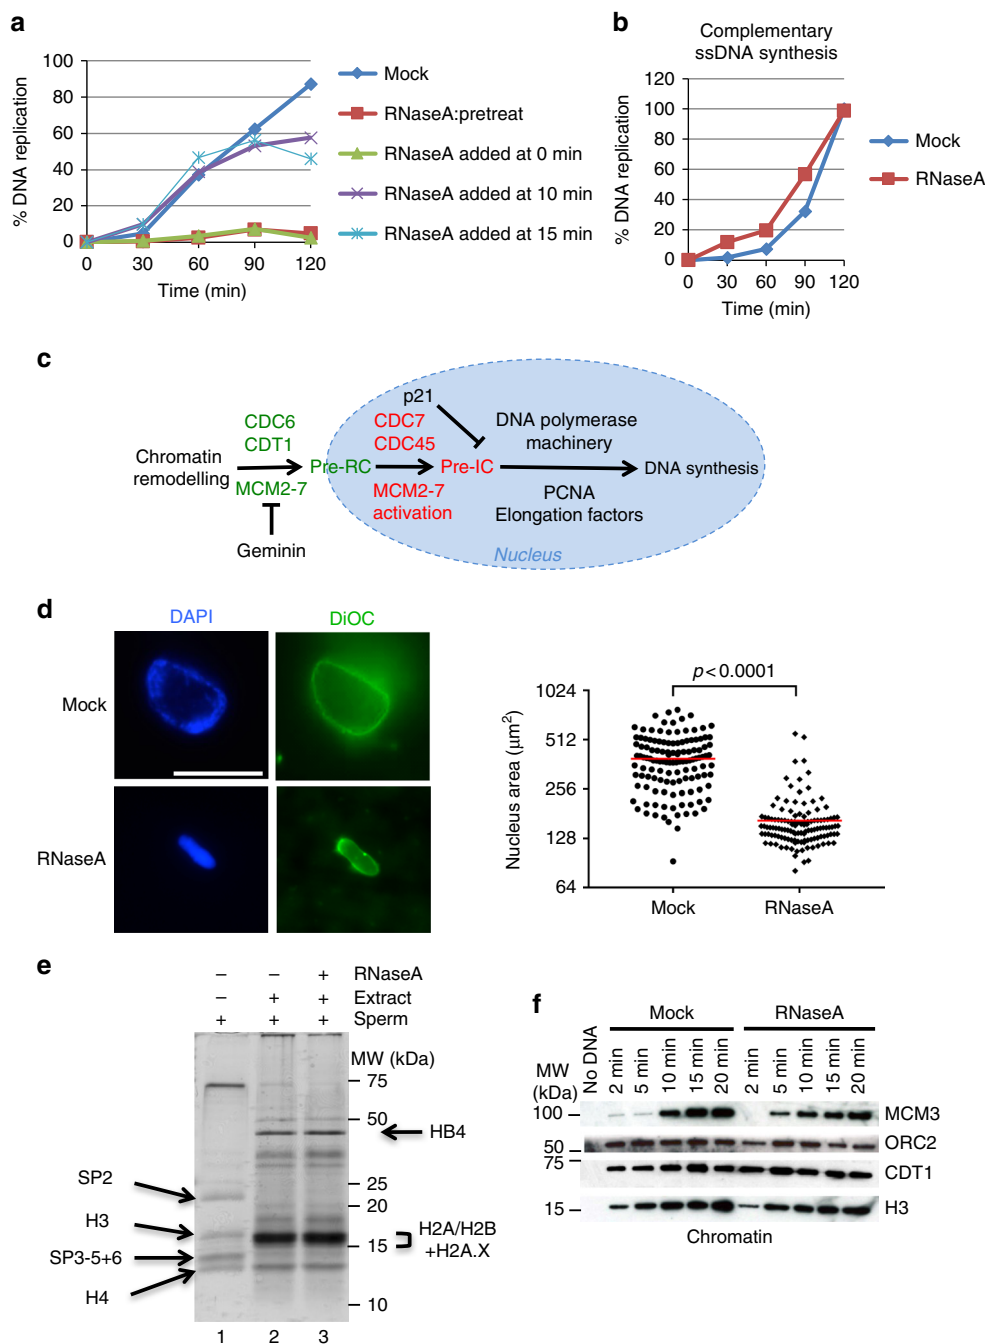 a
% DNA replication
100
80
60
40
20
0
0 30 60 90 120
Time (min)
Mock
RNaseA:pretreat
RNaseA added at 0 min
RNaseA added at 10 min
RNaseA added at 15 min
b
Complementary
ssDNA synthesis
% DNA replication
120
100
80
60
40
20
0
0 30 60 90 120
Time (min)
Mock
RNaseA
c
Chromatin
remodelling
CDC6
CDT1
MCM2-7
Geminin
Pre-RC
p21
CDC7
CDC45
MCM2-7
activation
Pre-IC
DNA polymerase
machinery
PCNA
Elongation factors
DNA synthesis
Nucleus
d
DAPI DiOC
Mock
RNaseA
p<0.0001
Nucleus area (μm²)
1024
512
256
128
64
Mock RNaseA
e
– – + RNaseA
– + + Extract
+ + + Sperm
MW (kDa)
75
50
25
20
15
10
SP2
H3
SP3-5+6
H4
HB4
H2A/H2B
+H2A.X
1 2 3
f
Mock RNaseA
MW
(kDa)
No DNA
2 min
5 min
10 min
15 min
20 min
2 min
5 min
10 min
15 min
20 min
100 MCM3
50 ORC2
75 CDT1
15 H3
Chromatin